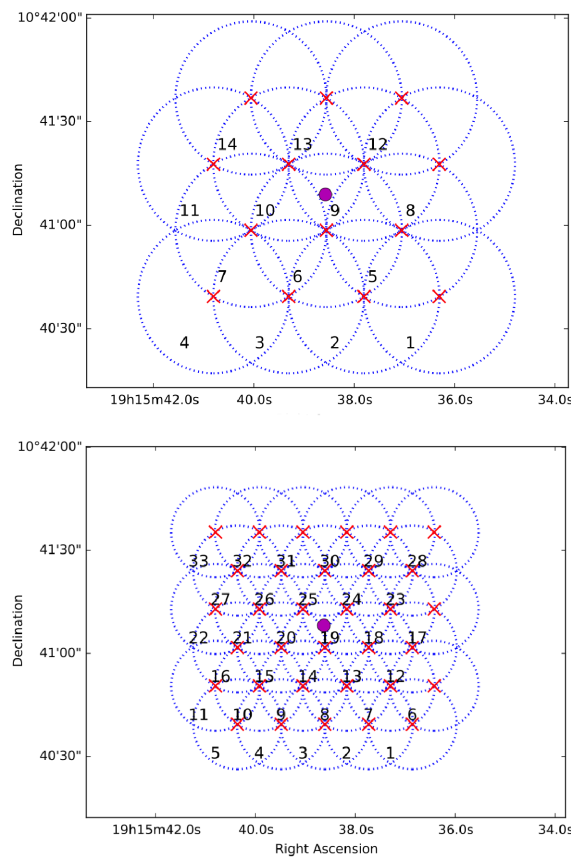 10°42'00"
41'30"
41'00"
40'30"
Declination
14 13 12
11 10 9 8
7 6 5
4 3 2 1
19h15m42.0s 40.0s 38.0s 36.0s 34.0s
10°42'00"
41'30"
41'00"
40'30"
Declination
33 32 31 30 29 28
27 26 25 24 23
22 21 20 19 18 17
16 15 14 13 12
11 10 9 8 7 6
5 4 3 2 1
19h15m42.0s 40.0s 38.0s 36.0s 34.0s
Right Ascension